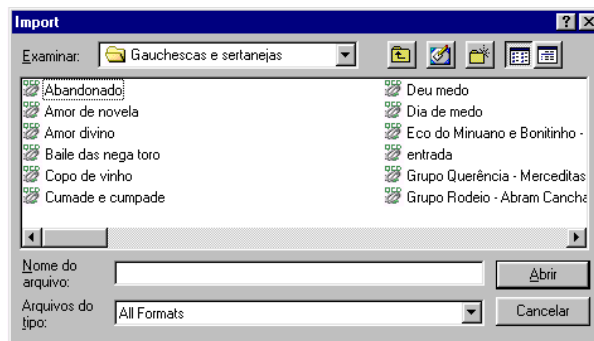 Import
Examinar:
Gauchescas e sertanejas
Abandonado
Amor de novela
Amor divino
Baile das nega toro
Copo de vinho
Cumade e cumpade
Deu medo
Dia de medo
Eco do Minuano e Bonitinho -
entrada
Grupo Querência - Merceditas
Grupo Rodeio - Abram Cancha
Nome do
arquivo:
Abrir
Arquivos do
tipo:
All Formats
Cancelar